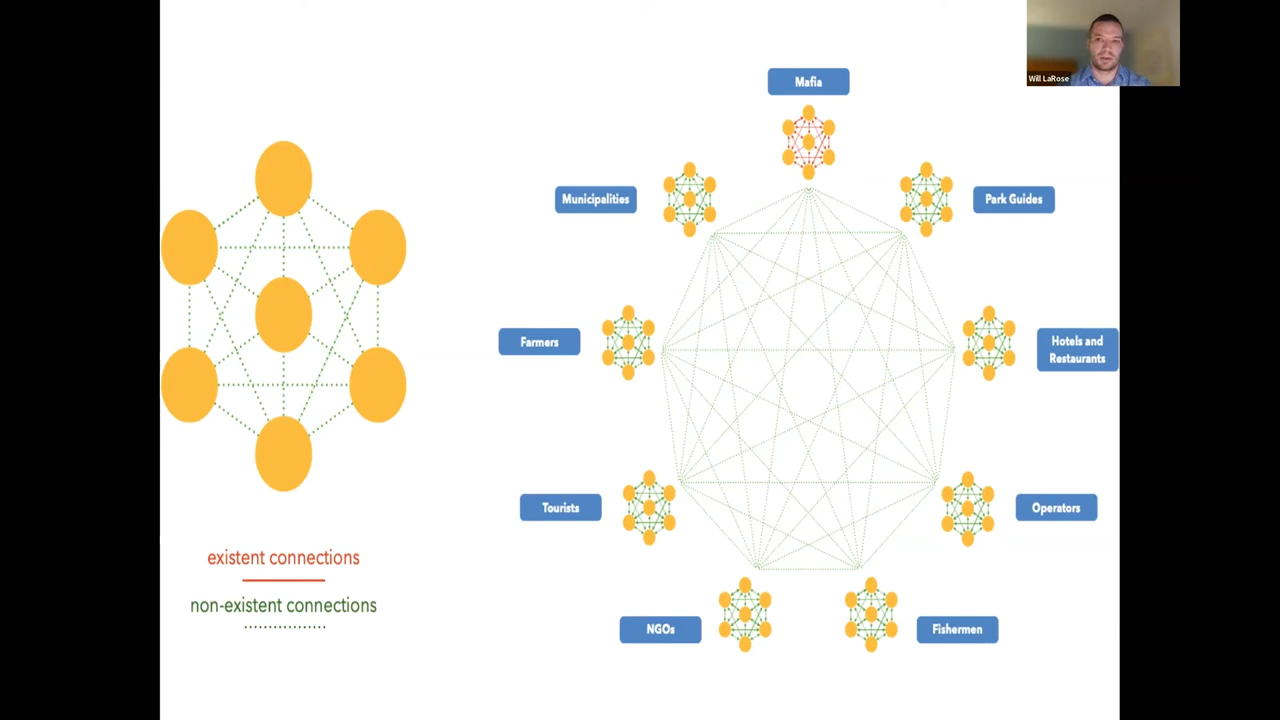 Will LaRose
Mafia
Municipalities
Park Guides
Farmers
Hotels and
Restaurants
Tourists
Operators
existent connections
non-existent connections
NGOs
Fishermen